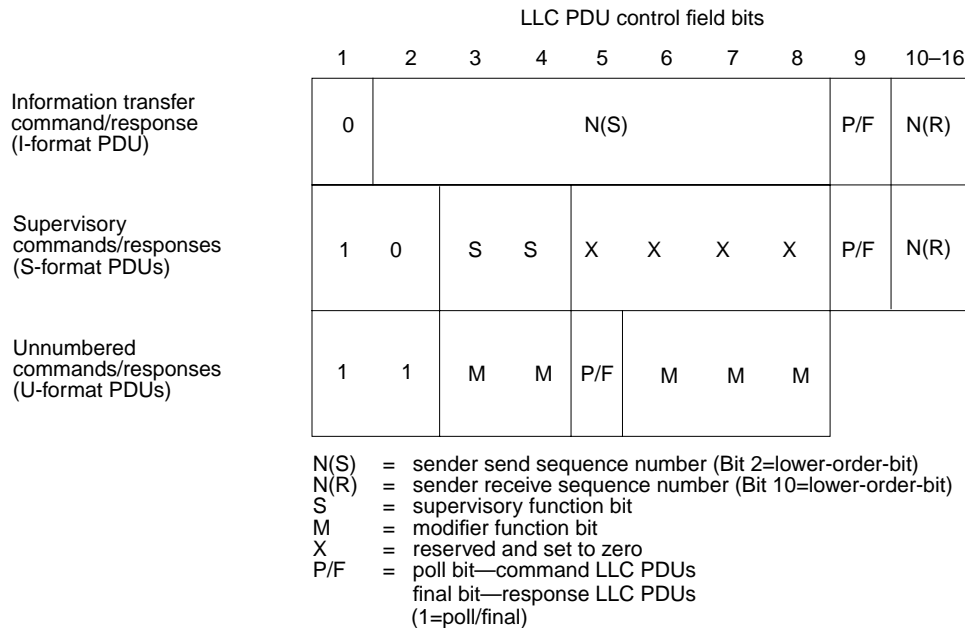 LLC PDU control field bits
1 2 3 4 5 6 7 8 9 10–16
Information transfer
command/response
(I-format PDU)
0 N(S) P/F N(R)
Supervisory
commands/responses
(S-format PDUs)
1 0 S S X X X X P/F N(R)
Unnumbered
commands/responses
(U-format PDUs)
1 1 M M P/F M M M
N(S) = sender send sequence number (Bit 2=lower-order-bit)
N(R) = sender receive sequence number (Bit 10=lower-order-bit)
S = supervisory function bit
M = modifier function bit
X = reserved and set to zero
P/F = poll bit—command LLC PDUs
final bit—response LLC PDUs
(1=poll/final)